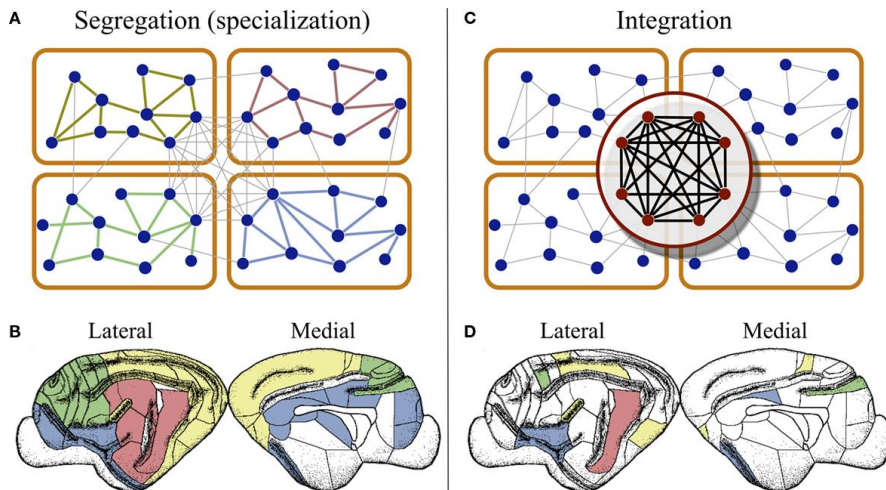 A Segregation (specialization)
C Integration
B Lateral Medial
D Lateral Medial